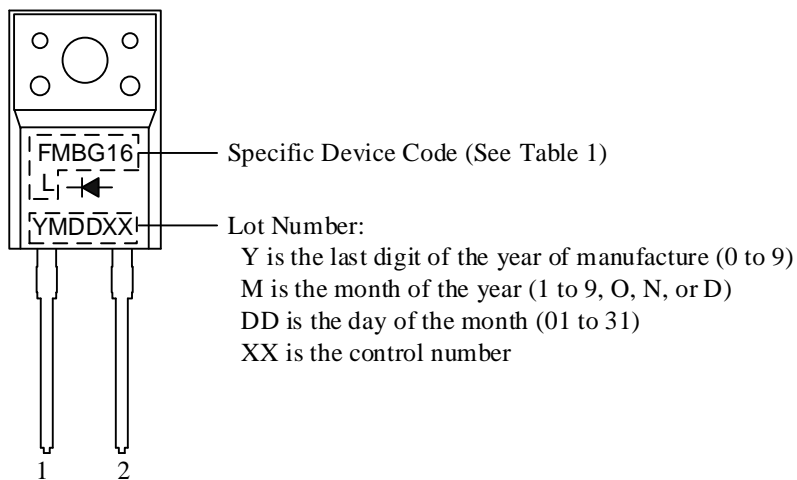 FMBG16
L
YMDDXX
Specific Device Code (See Table 1)
Lot Number:
Y is the last digit of the year of manufacture (0 to 9)
M is the month of the year (1 to 9, O, N, or D)
DD is the day of the month (01 to 31)
XX is the control number
1 2